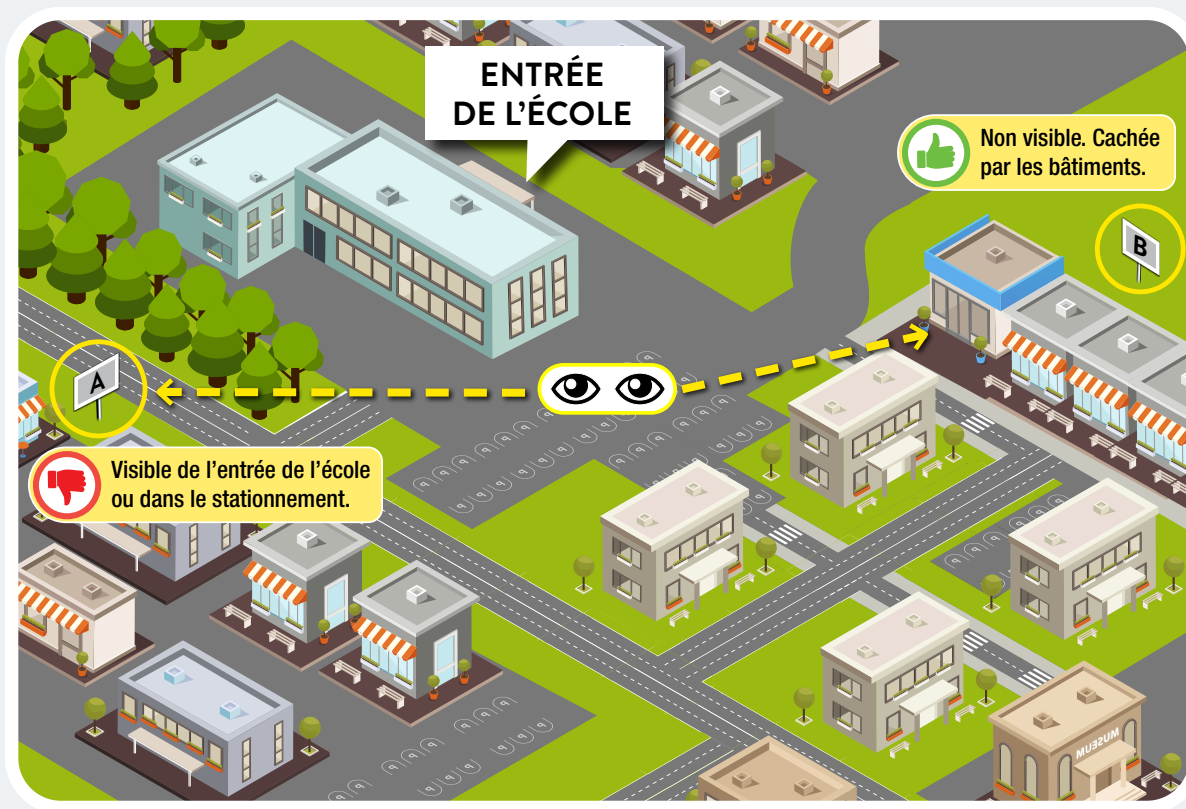 ENTRÉE
DE L’ÉCOLE
Non visible. Cachée
par les bâtiments.
B
A
Visible de l’entrée de l’école
ou dans le stationnement.
MUSEUM